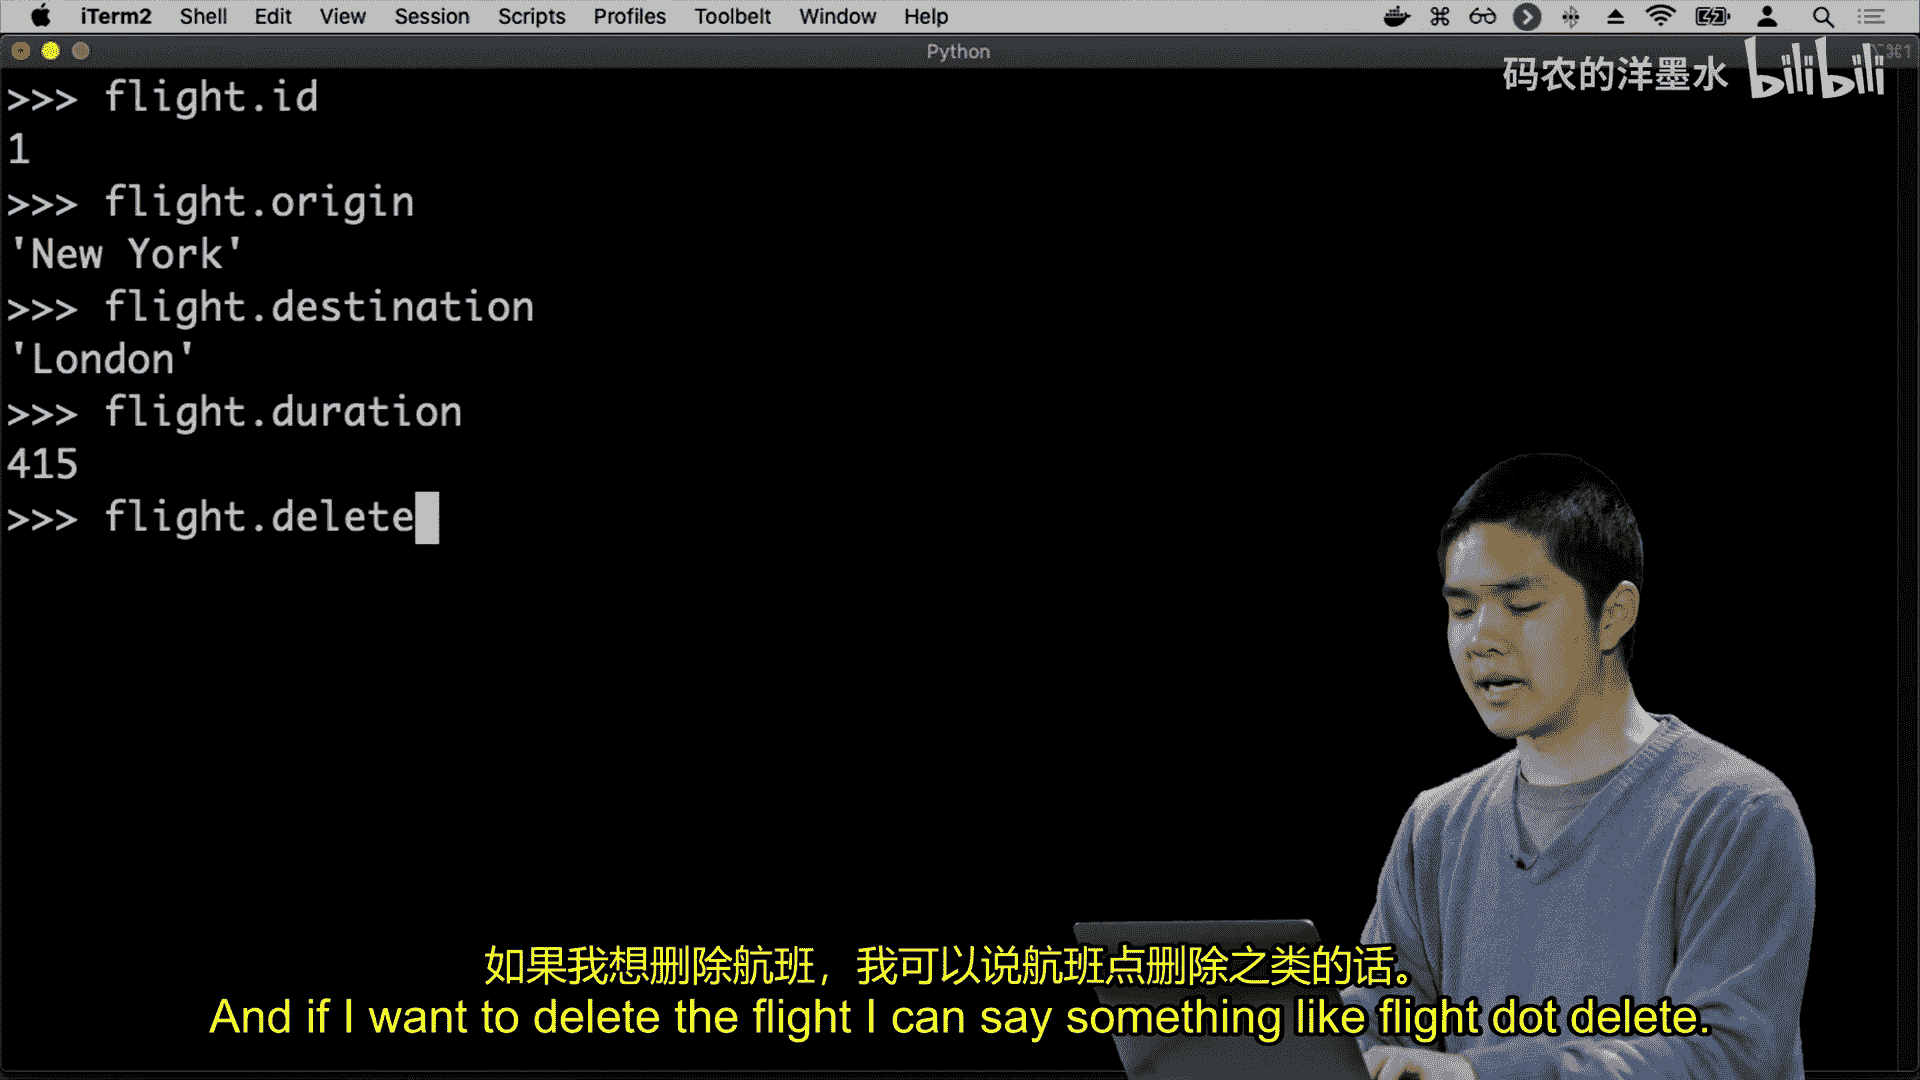 iTerm2 Shell Edit View Session Scripts Profiles Toolbelt Window Help
Python
⌘1
码农的洋墨水 bilibili
>>> flight.id
1
>>> flight.origin
'New York'
>>> flight.destination
'London'
>>> flight.duration
415
>>> flight.delete
如果我想删除航班，我可以说航班点删除之类的话。
And if I want to delete the flight I can say something like flight dot delete.